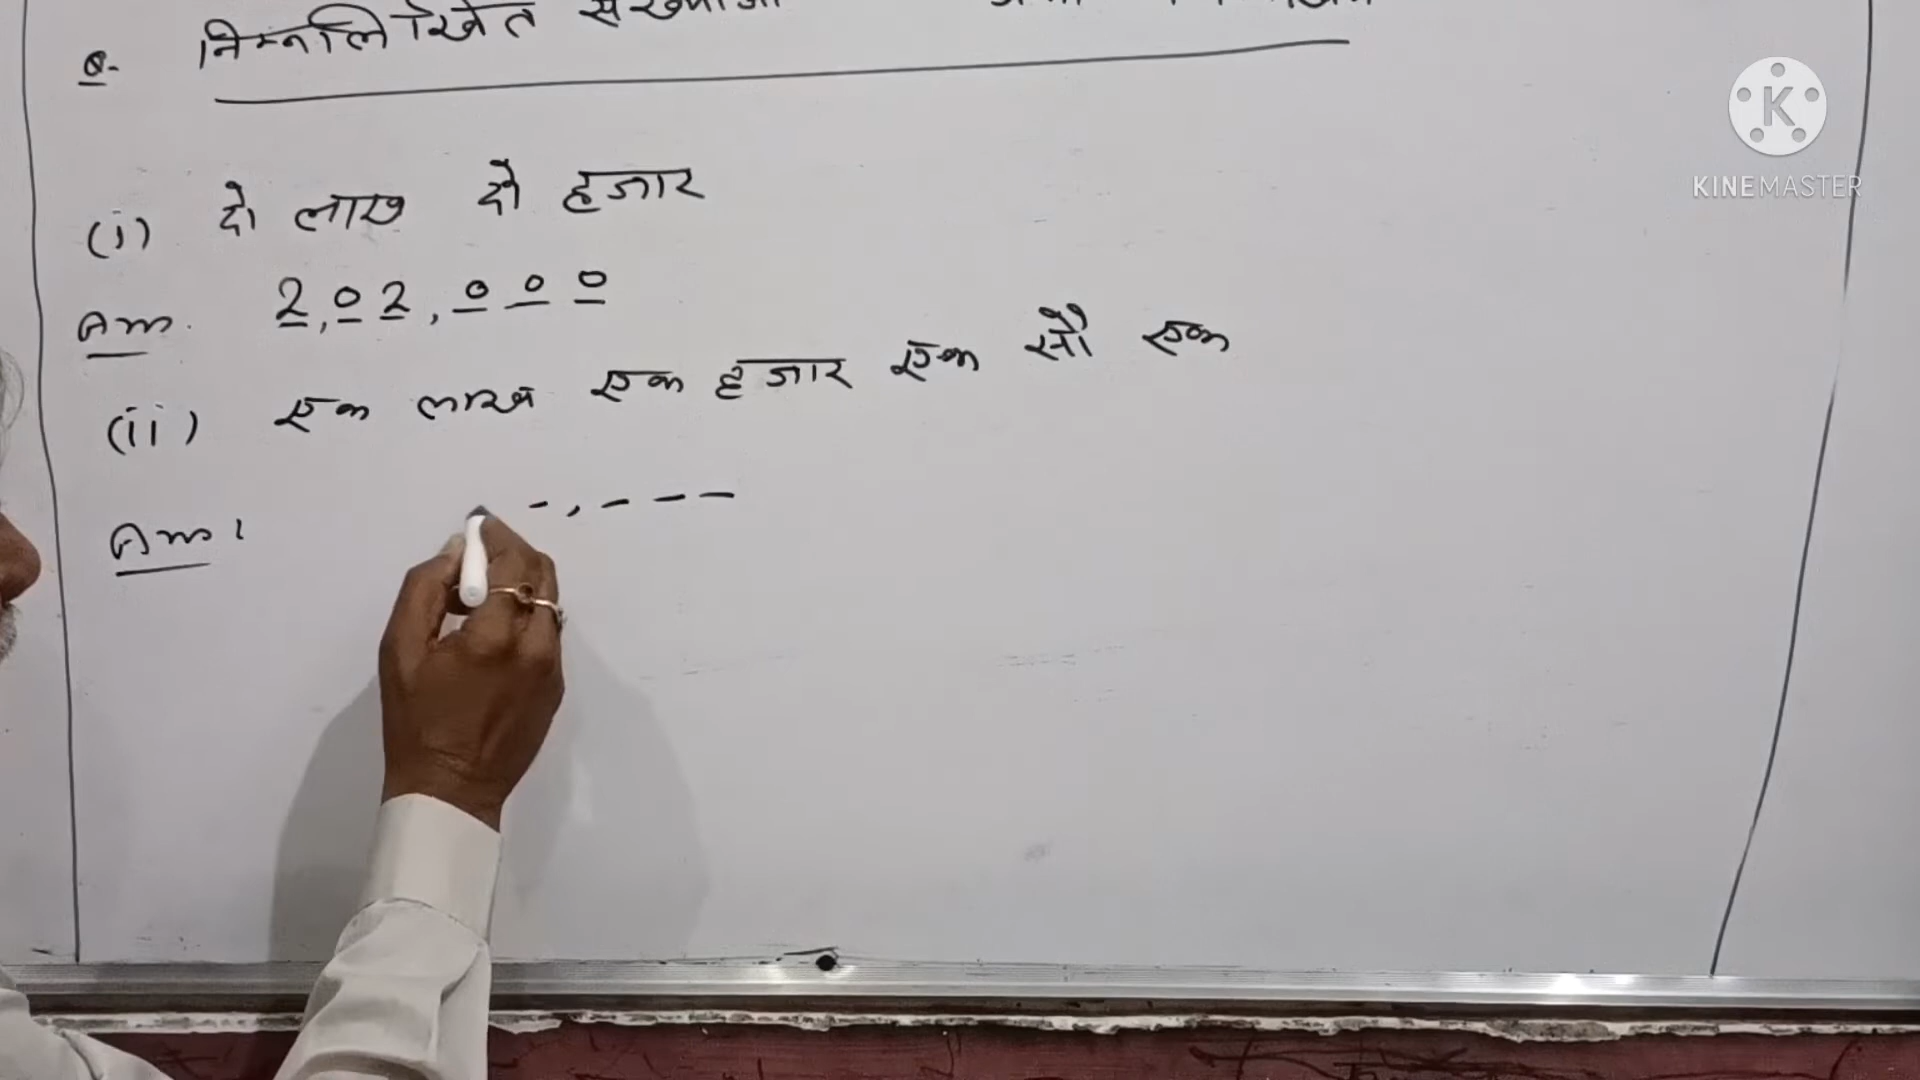 Q. निम्नलिखित संख्याओं
(i) दो लाख दो हजार
Ans. 2,02,000
(ii) एक लाख एक हजार एक सौ एक
Ans:
K
KINEMASTER